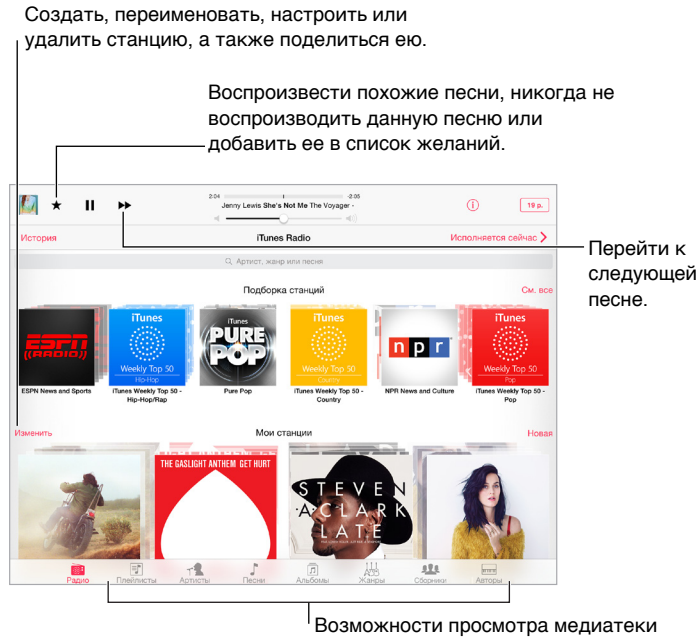 Создать, переименовать, настроить или
удалить станцию, а также поделиться ею.
Воспроизвести похожие песни, никогда не
воспроизводить данную песню или
добавить ее в список желаний.
2:04 -2:05
Jenny Lewis She's Not Me The Voyager -
19 р.
История iTunes Radio Исполняется сейчас
Артист, жанр или песня
Перейти к
следующей
песне.
Подборка станций См. все
ESPN
((RADIO))
iTunes
Weekly Top 50
Hip-Hop
iTunes
PURE
POP
iTunes
Weekly Top 50
Country
npr
iTunes
Weekly Top 50
Pop
ESPN News and Sports
iTunes Weekly Top 50 -
Hip-Hop/Rap
Pure Pop
iTunes Weekly Top 50 -
Country
NPR News and Culture
iTunes Weekly Top 50 -
Pop
Изменить Мои станции Новая
THE GASLIGHT ANTHEM GET HURT
STEVEN
A CLARK
LATE
Радио Плейлисты Артисты Песни Альбомы Жанры Сборники Авторы
Возможности просмотра медиатеки